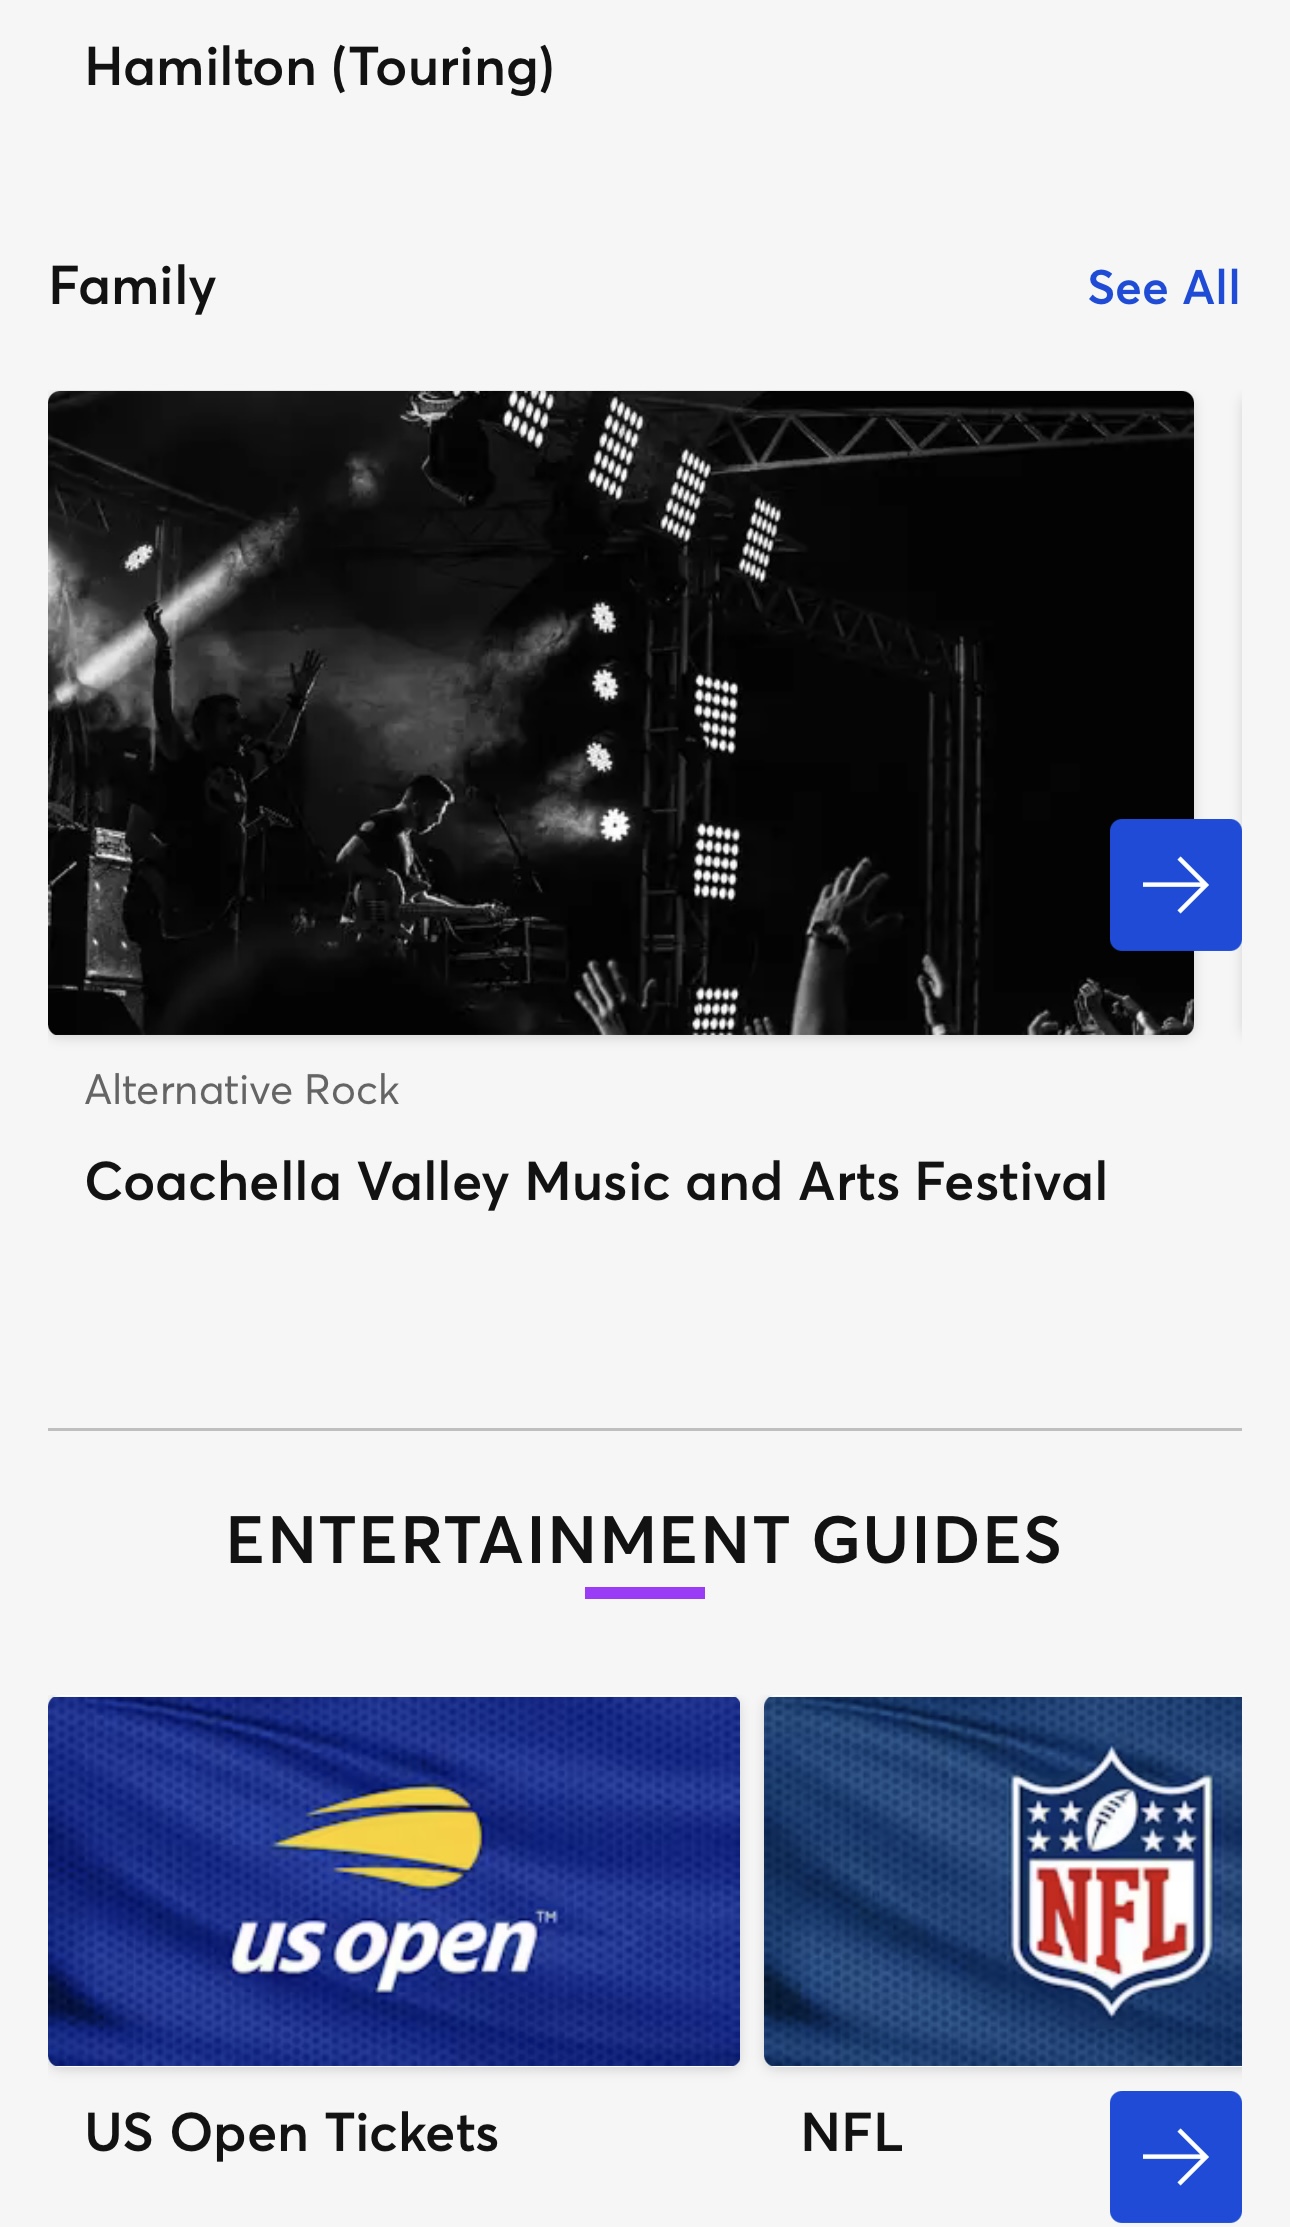 Hamilton (Touring)
Family
See All
Alternative Rock
Coachella Valley Music and Arts Festival
ENTERTAINMENT GUIDES
us open™
NFL
US Open Tickets
NFL